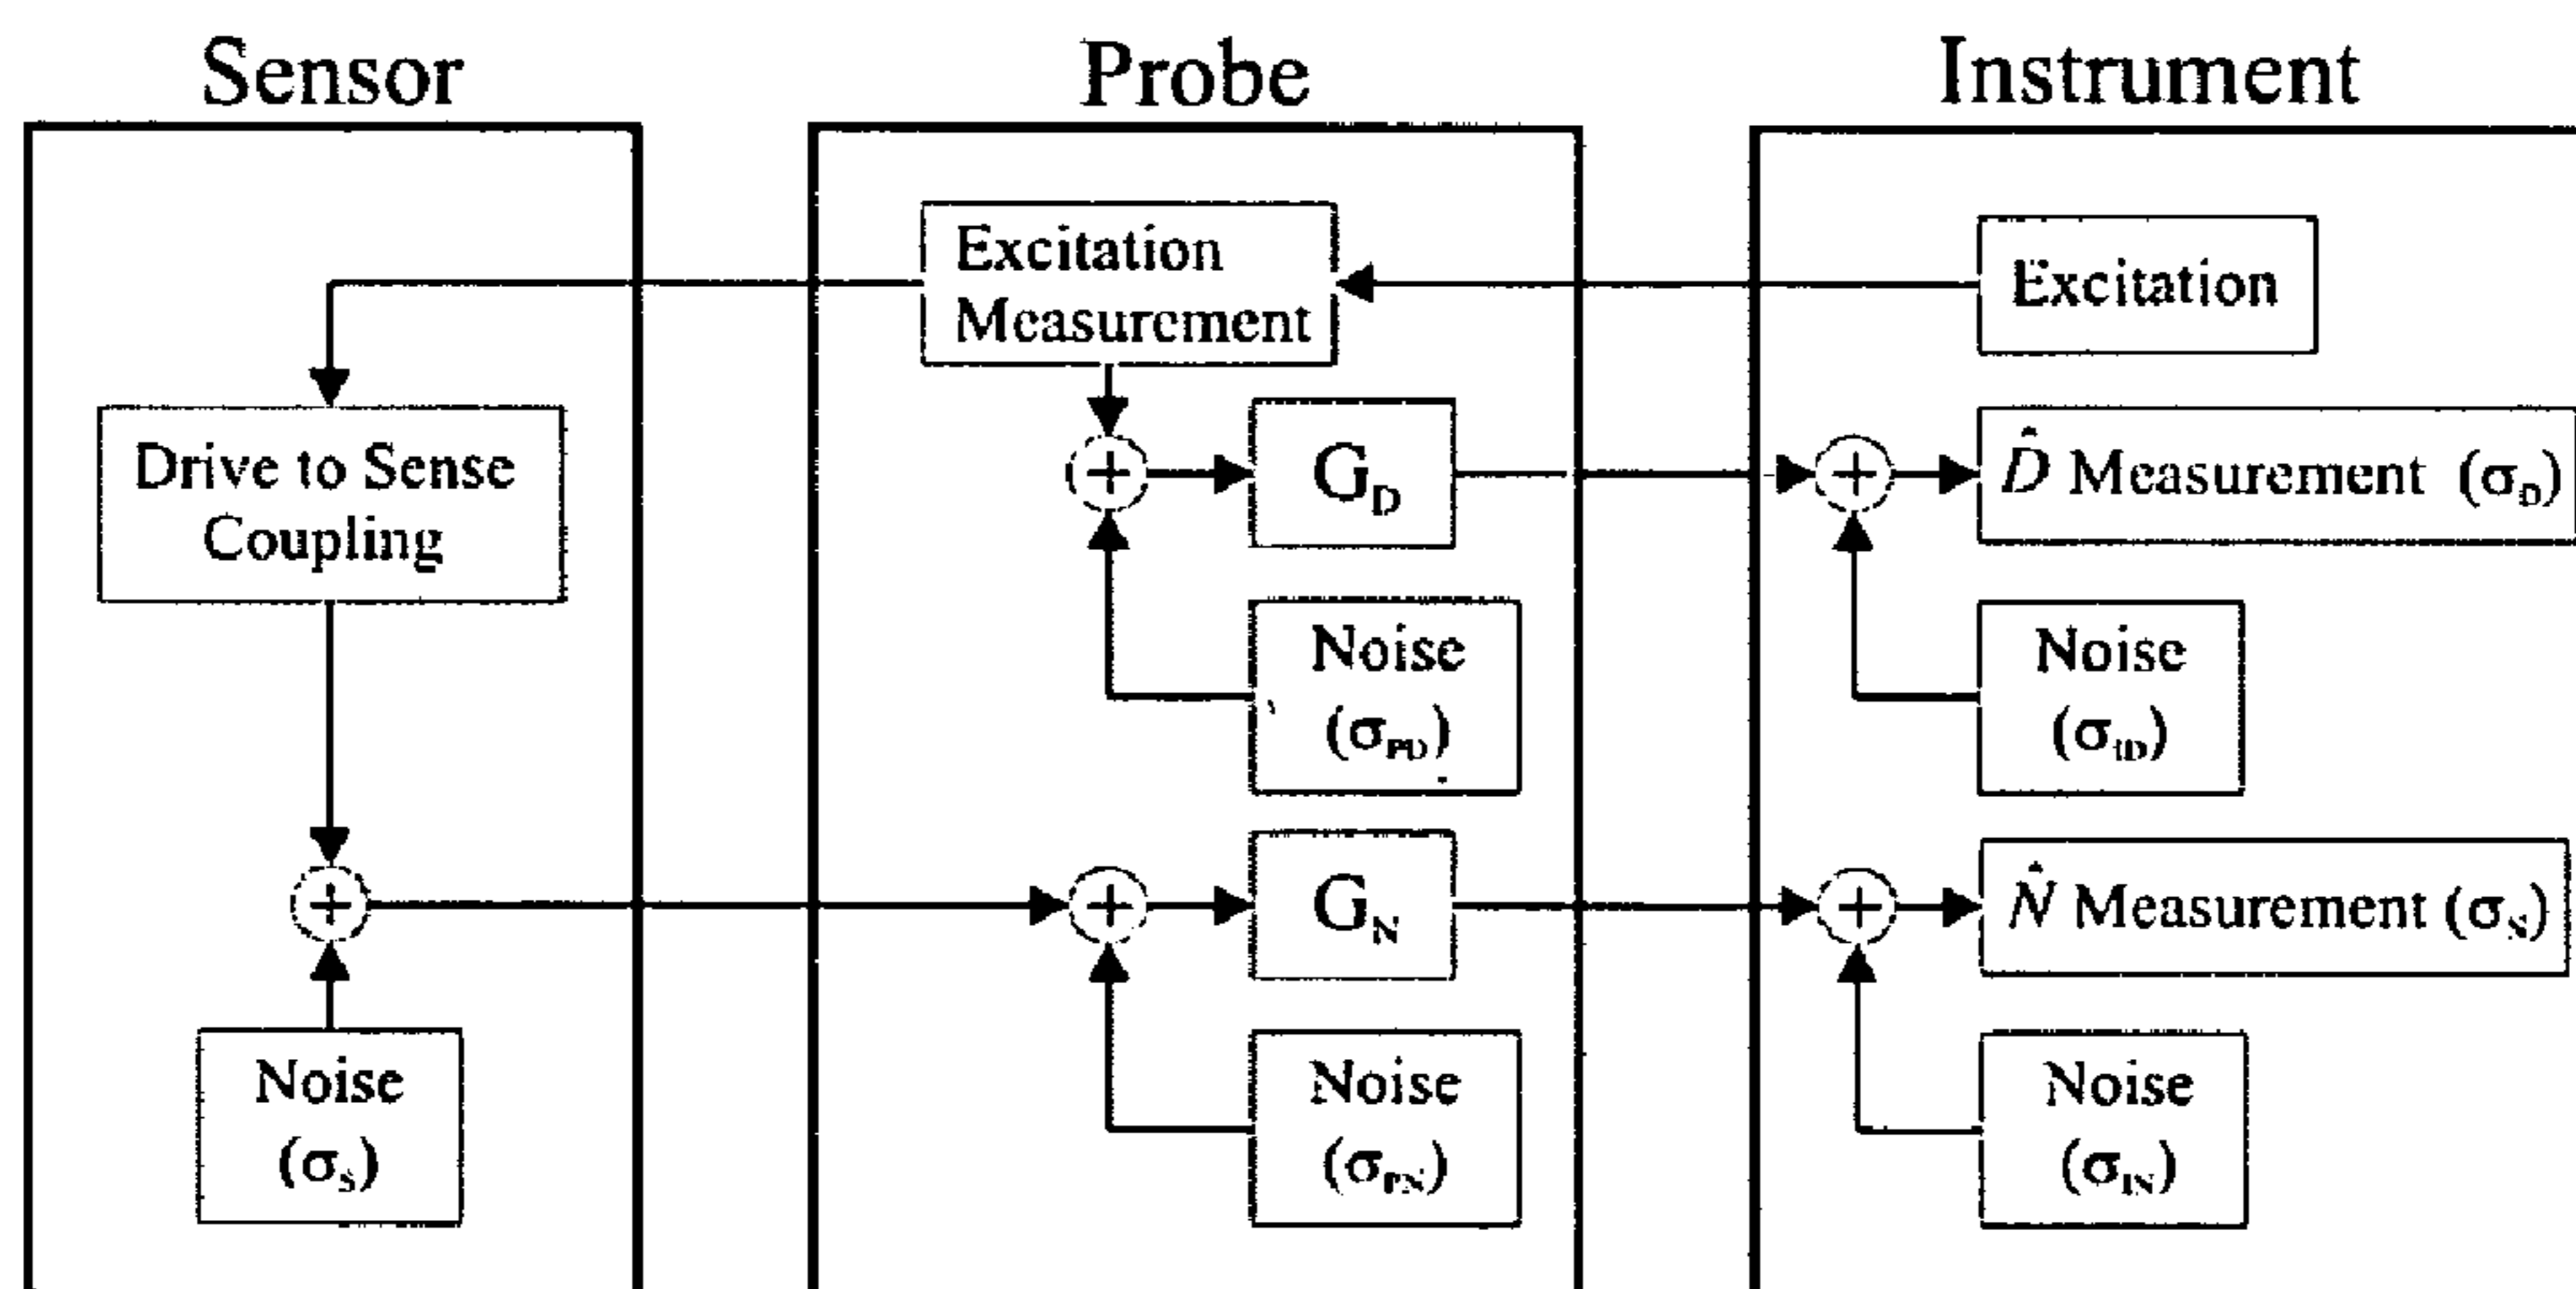 Sensor
Probe
Instrument
Excitation
Measurement
Excitation
Drive to Sense
Coupling
+
G_D
+
D̂ Measurement (σ_D)
Noise
(σ_PD)
Noise
(σ_ID)
+
+
G_N
+
N̂ Measurement (σ_N)
Noise
(σ_S)
Noise
(σ_PN)
Noise
(σ_IN)